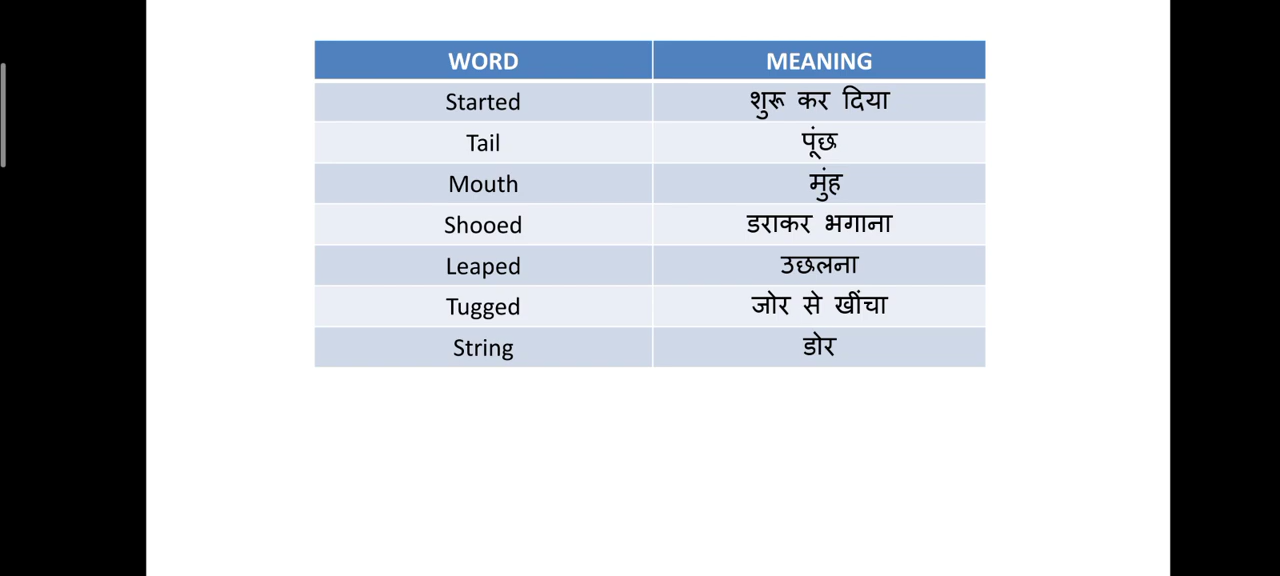 WORD MEANING
Started शुरू कर दिया
Tail पूंछ
Mouth मुंह
Shooed डराकर भगाना
Leaped उछलना
Tugged जोर से खींचा
String डोर